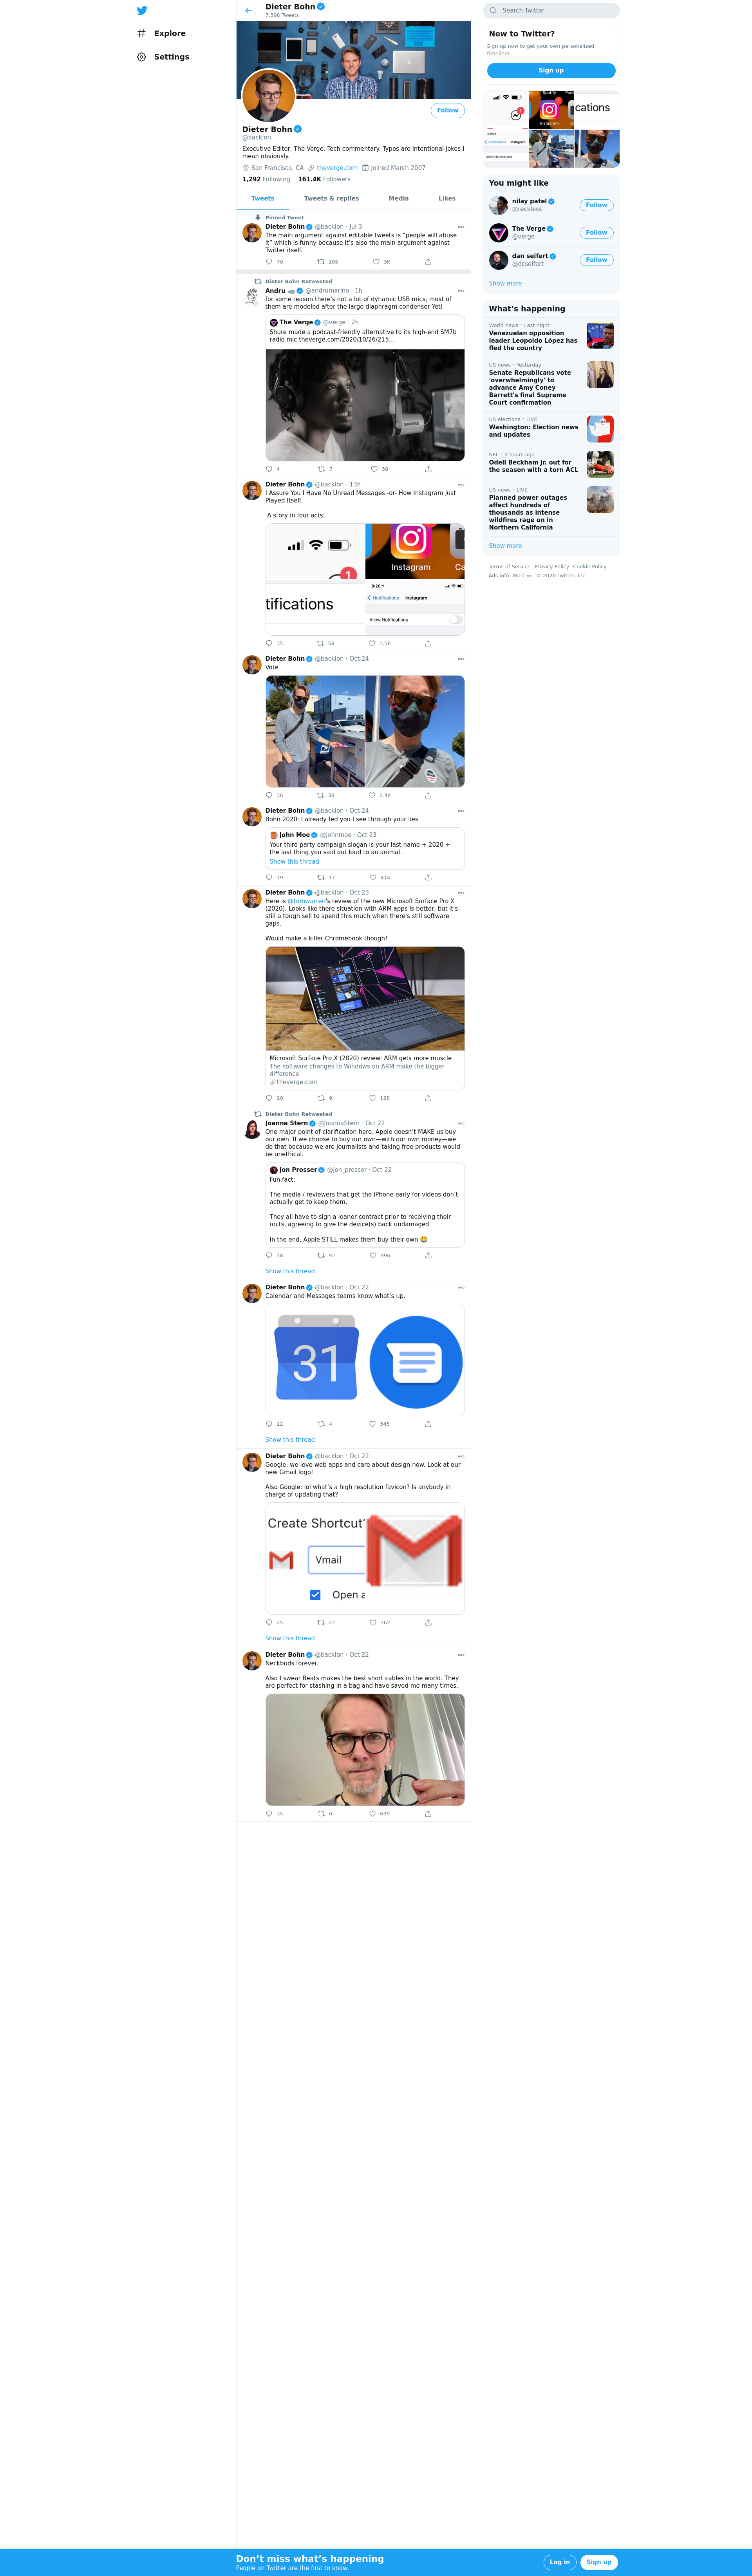 Explore
Settings
Dieter Bohn
7,398 Tweets
Follow
Dieter Bohn
@backlon
Executive Editor, The Verge. Tech commentary. Typos are intentional jokes I
mean obviously.
San Francisco, CA theverge.com Joined March 2007
1,292 Following 161.4K Followers
Tweets Tweets & replies Media Likes
Pinned Tweet
Dieter Bohn @backlon · Jul 3
The main argument against editable tweets is "people will abuse
it" which is funny because it's also the main argument against
Twitter itself.
70 205 3K
Dieter Bohn Retweeted
Andru @andrumarino · 1h
for some reason there's not a lot of dynamic USB mics, most of
them are modeled after the large diaphragm condenser Yeti
The Verge @verge · 2h
Shure made a podcast-friendly alternative to its high-end SM7b
radio mic theverge.com/2020/10/26/215...
4 7 38
Dieter Bohn @backlon · 13h
I Assure You I Have No Unread Messages -or- How Instagram Just
Played Itself.
A story in four acts:
1
Instagram
Ca
tifications
8:20
Notifications Instagram
Allow Notifications
35 58 1.5K
Dieter Bohn @backlon · Oct 24
Vote
36 38 2.4K
Dieter Bohn @backlon · Oct 24
Bohn 2020: I already fed you I see through your lies
John Moe @johnmoe · Oct 23
Your third party campaign slogan is your last name + 2020 +
the last thing you said out loud to an animal.
Show this thread
19 17 414
Dieter Bohn @backlon · Oct 23
Here is @tomwarren's review of the new Microsoft Surface Pro X
(2020). Looks like there situation with ARM apps is better, but it's
still a tough sell to spend this much when there's still software
gaps.
Would make a killer Chromebook though!
Microsoft Surface Pro X (2020) review: ARM gets more muscle
The software changes to Windows on ARM make the bigger
difference
theverge.com
10 9 188
Dieter Bohn Retweeted
Joanna Stern @JoannaStern · Oct 22
One major point of clarification here. Apple doesn't MAKE us buy
our own. If we choose to buy our own—with our own money—we
do that because we are journalists and taking free products would
be unethical.
Jon Prosser @jon_prosser · Oct 22
Fun fact:
The media / reviewers that get the iPhone early for videos don't
actually get to keep them.
They all have to sign a loaner contract prior to receiving their
units, agreeing to give the device(s) back undamaged.
In the end, Apple STILL makes them buy their own 😂
18 92 996
Show this thread
Dieter Bohn @backlon · Oct 22
Calendar and Messages teams know what's up.
31
12 4 345
Show this thread
Dieter Bohn @backlon · Oct 22
Google: we love web apps and care about design now. Look at our
new Gmail logo!
Also Google: lol what's a high resolution favicon? Is anybody in
charge of updating that?
Create Shortcut?
Vmail
Open a
25 22 762
Show this thread
Dieter Bohn @backlon · Oct 22
Neckbuds forever.
Also I swear Beats makes the best short cables in the world. They
are perfect for stashing in a bag and have saved me many times.
35 6 699
Search Twitter
New to Twitter?
Sign up now to get your own personalized
timeline!
Sign up
Instagram
cations
8:20
Notifications Instagram
Allow Notifications
You might like
nilay patel
@reckless
Follow
The Verge
@verge
Follow
dan seifert
@dcseifert
Follow
Show more
What's happening
World news · Last night
Venezuelan opposition
leader Leopoldo López has
fled the country
US news · Yesterday
Senate Republicans vote
'overwhelmingly' to
advance Amy Coney
Barrett's final Supreme
Court confirmation
US elections · LIVE
Washington: Election news
and updates
NFL · 2 hours ago
Odell Beckham Jr. out for
the season with a torn ACL
US news · LIVE
Planned power outages
affect hundreds of
thousands as intense
wildfires rage on in
Northern California
Show more
Terms of Service Privacy Policy Cookie Policy
Ads info More © 2020 Twitter, Inc.
Don't miss what's happening
People on Twitter are the first to know.
Log in
Sign up